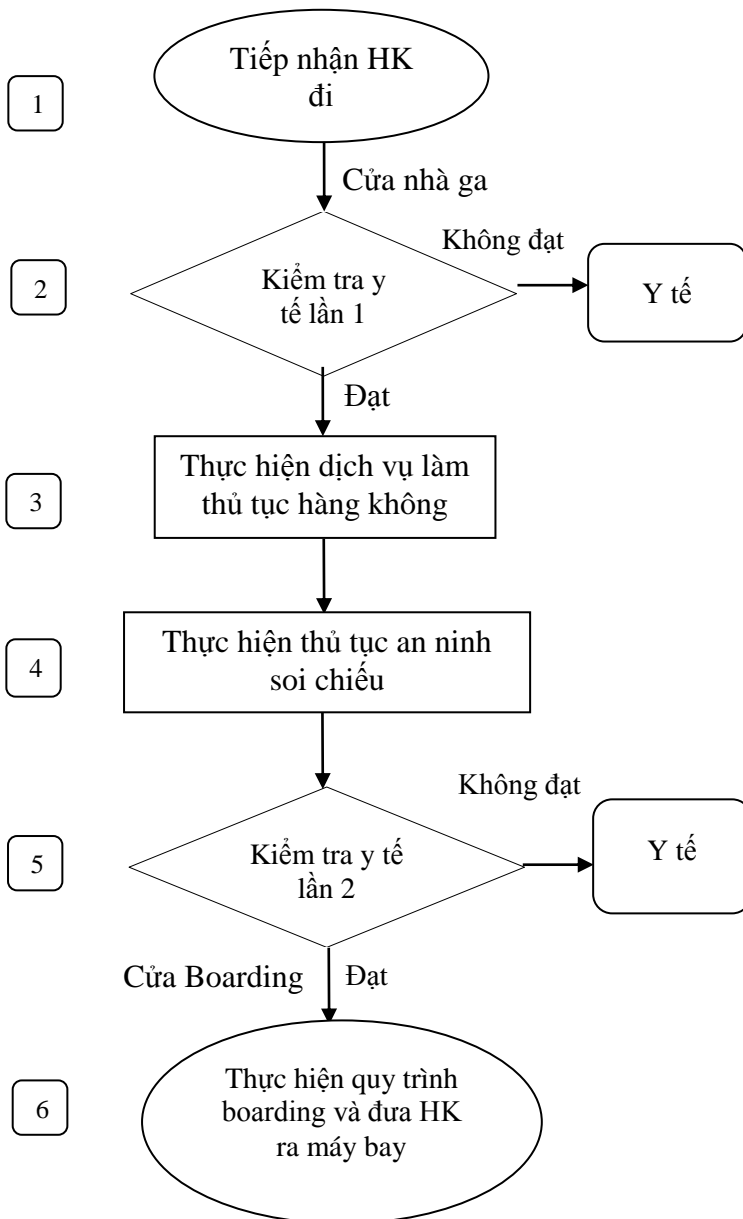 Tiếp nhận HK
đi
1
Cửa nhà ga
Không đạt
Kiểm tra y
tế lần 1
Y tế
2
Đạt
Thực hiện dịch vụ làm
thủ tục hàng không
3
Thực hiện thủ tục an ninh
soi chiếu
4
Không đạt
Kiểm tra y tế
lần 2
Y tế
5
Cửa Boarding
Đạt
Thực hiện quy trình
boarding và đưa HK
ra máy bay
6